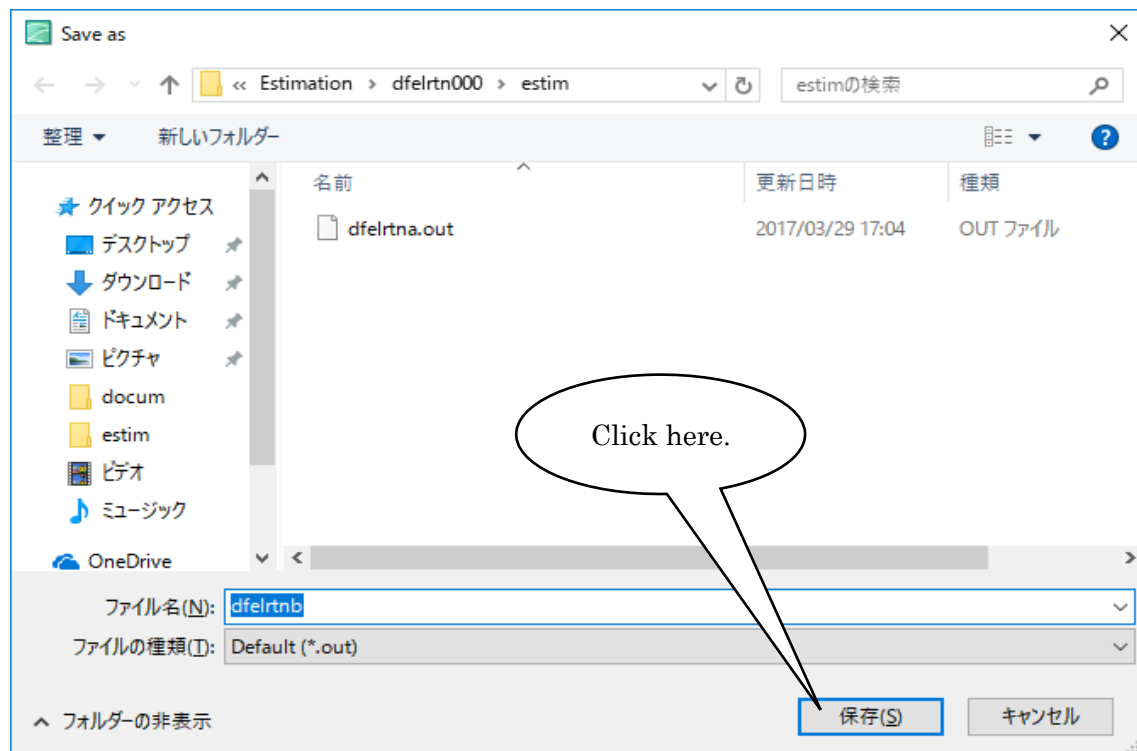 Save as
« Estimation › dfelrtn000 › estim
estimの検索
整理 新しいフォルダー
名前 更新日時 種類
クイック アクセス
dfelrtna.out 2017/03/29 17:04 OUT ファイル
デスクトップ
ダウンロード
ドキュメント
ピクチャ
docum
estim
ビデオ
ミュージック
OneDrive
Click here.
ファイル名(N): dfelrtnb
ファイルの種類(T): Default (*.out)
フォルダーの非表示
保存(S) キャンセル